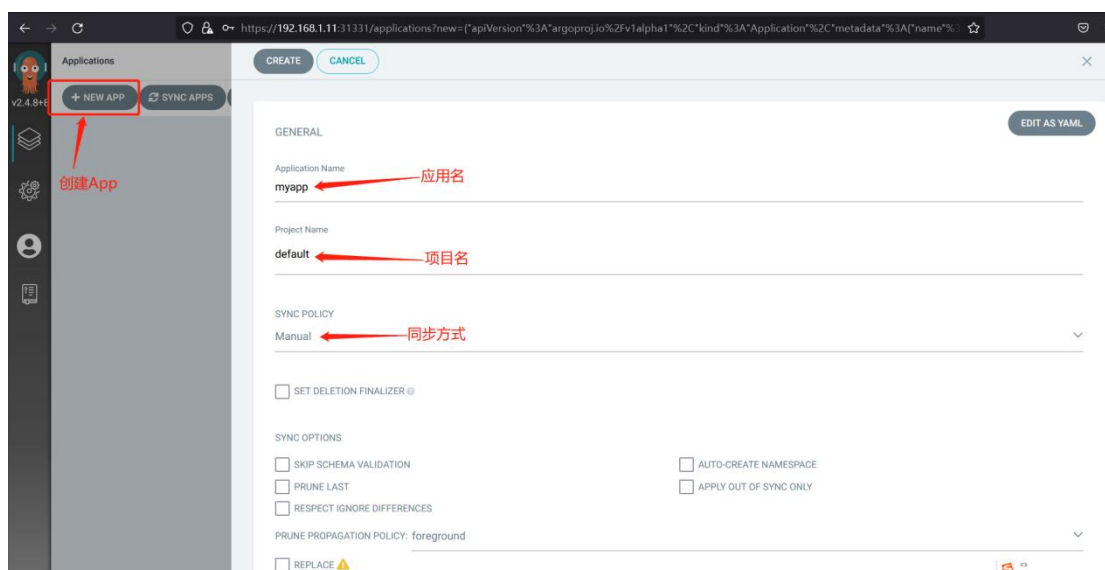 https://192.168.1.11:31331/applications?new={"apiVersion"%3A"argoproj.io%2Fv1alpha1"%2C"kind"%3A"Application"%2C"metadata"%3A{"name"%3
Applications
CREATE CANCEL
v2.4.8+
+ NEW APP SYNC APPS
EDIT AS YAML
GENERAL
Application Name
myapp
应用名
创建App
Project Name
default
项目名
SYNC POLICY
Manual
同步方式
SET DELETION FINALIZER
SYNC OPTIONS
SKIP SCHEMA VALIDATION AUTO-CREATE NAMESPACE
PRUNE LAST APPLY OUT OF SYNC ONLY
RESPECT IGNORE DIFFERENCES
PRUNE PROPAGATION POLICY: foreground
REPLACE